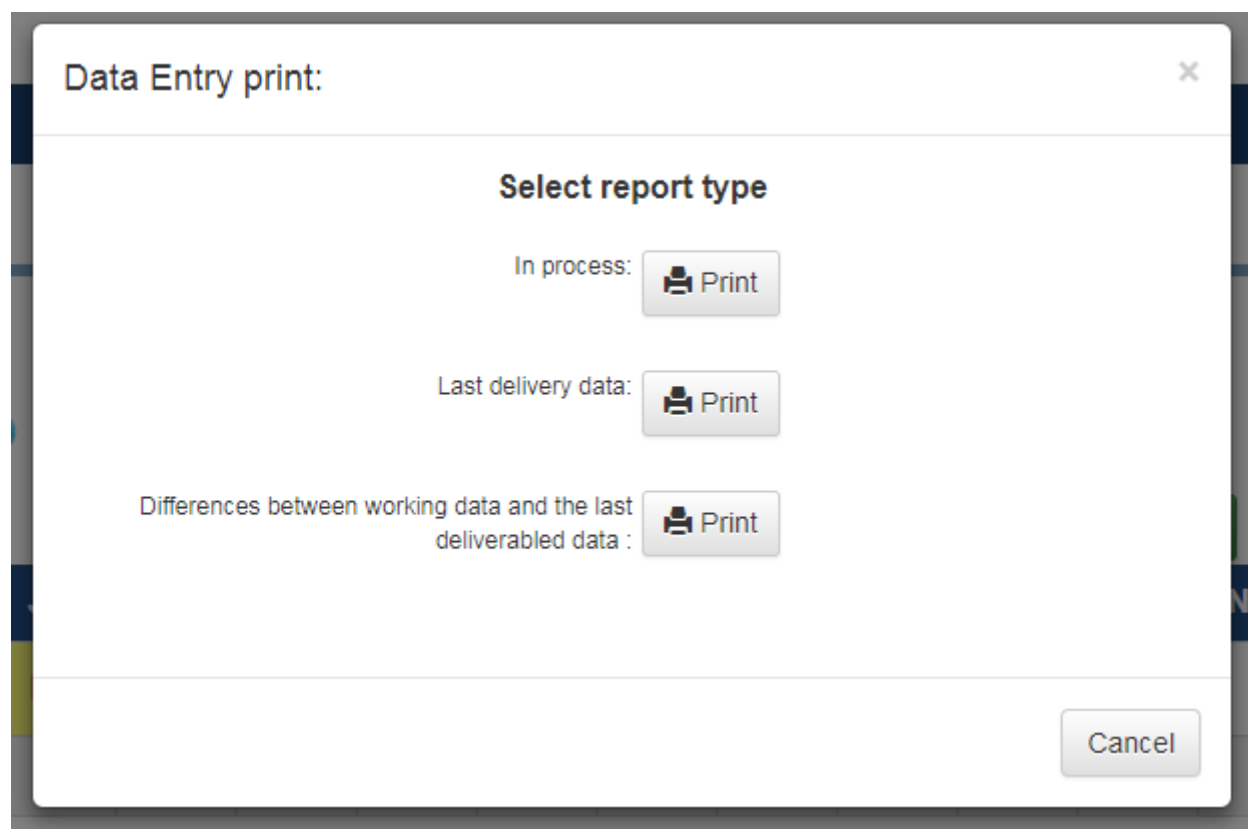 Data Entry print:
×
Select report type
In process:
Print
Last delivery data:
Print
Differences between working data and the last
deliverabled data :
Print
N
Cancel